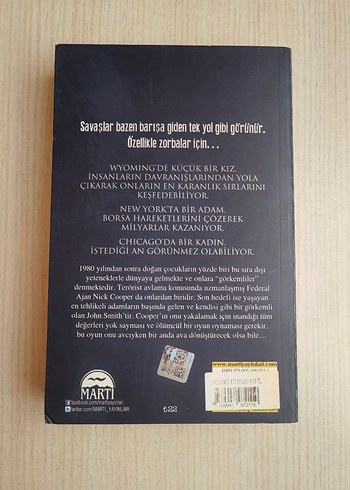 Savaşlar bazen barışa giden tek yol gibi görünür.
Özellikle zorbalar için...
WYOMING'DE KÜÇÜK BİR KIZ,
İNSANLARIN DAVRANIŞLARINDAN YOLA
ÇIKARAK ONLARIN EN KARANLIK SIRLARINI
KEŞFEDEBİLİYOR.
NEW YORK'TA BİR ADAM,
BORSA HAREKETLERİNİ ÇÖZEREK
MİLYARLAR KAZANIYOR.
CHICAGO'DA BİR KADIN,
İSTEDİĞİ AN GÖRÜNMEZ OLABİLİYOR.
1980 yılından sonra doğan çocukların yüzde biri bu sıra dışı
yeteneklerle dünyaya gelmekte ve onlara "görkemliler"
denmektedir. Terörist avlama konusunda uzmanlaşmış Federal
Ajan Nick Cooper da onlardan biridir. Son hedefi ise yaşayan
en tehlikeli adamların başında gelen ve kendisi gibi bir görkemli
olan John Smith'tir. Cooper'ın onu yakalamak için inandığı tüm
değerleri yok sayması ve ölümcül bir oyun oynaması gerekir,
bu oyun onu avcıyken bir anda ava dönüştürecek olsa bile...
www.martiyayinlari.com
MARTI
facebook.com/martiyayinlari
twitter.com/MARTI_YAYINLARI
₺22